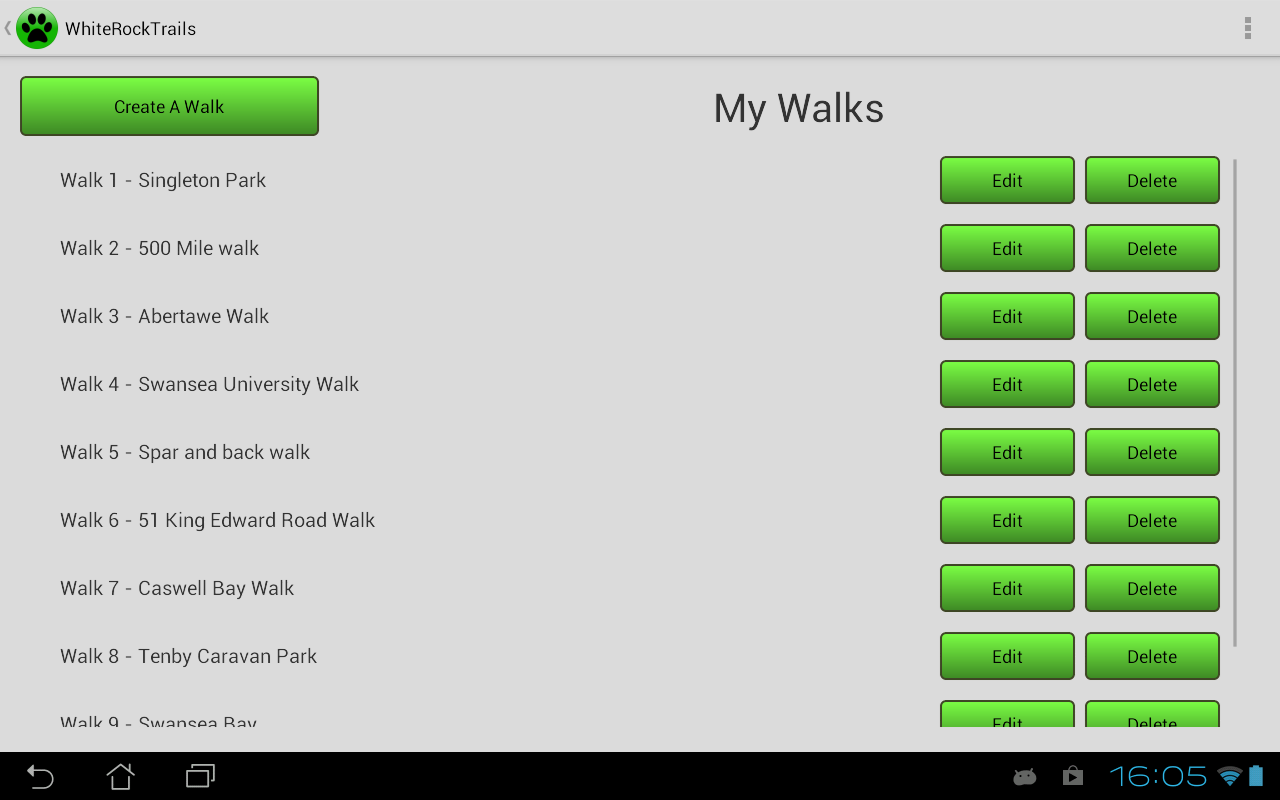 WhiteRockTrails
Create A Walk
My Walks
Walk 1 - Singleton Park Edit Delete
Walk 2 - 500 Mile walk Edit Delete
Walk 3 - Abertawe Walk Edit Delete
Walk 4 - Swansea University Walk Edit Delete
Walk 5 - Spar and back walk Edit Delete
Walk 6 - 51 King Edward Road Walk Edit Delete
Walk 7 - Caswell Bay Walk Edit Delete
Walk 8 - Tenby Caravan Park Edit Delete
Walk 9 - Swansea Bay Edit Delete
16:05